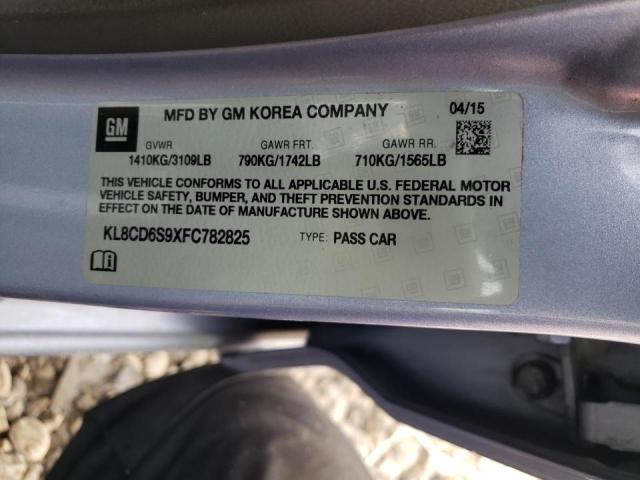 GM
MFD BY GM KOREA COMPANY
04/15
GVWR
GAWR FRT.
GAWR RR.
1410KG/3109LB
790KG/1742LB
710KG/1565LB
THIS VEHICLE CONFORMS TO ALL APPLICABLE U.S. FEDERAL MOTOR
VEHICLE SAFETY, BUMPER, AND THEFT PREVENTION STANDARDS IN
EFFECT ON THE DATE OF MANUFACTURE SHOWN ABOVE.
KL8CD6S9XFC782825
TYPE: PASS CAR